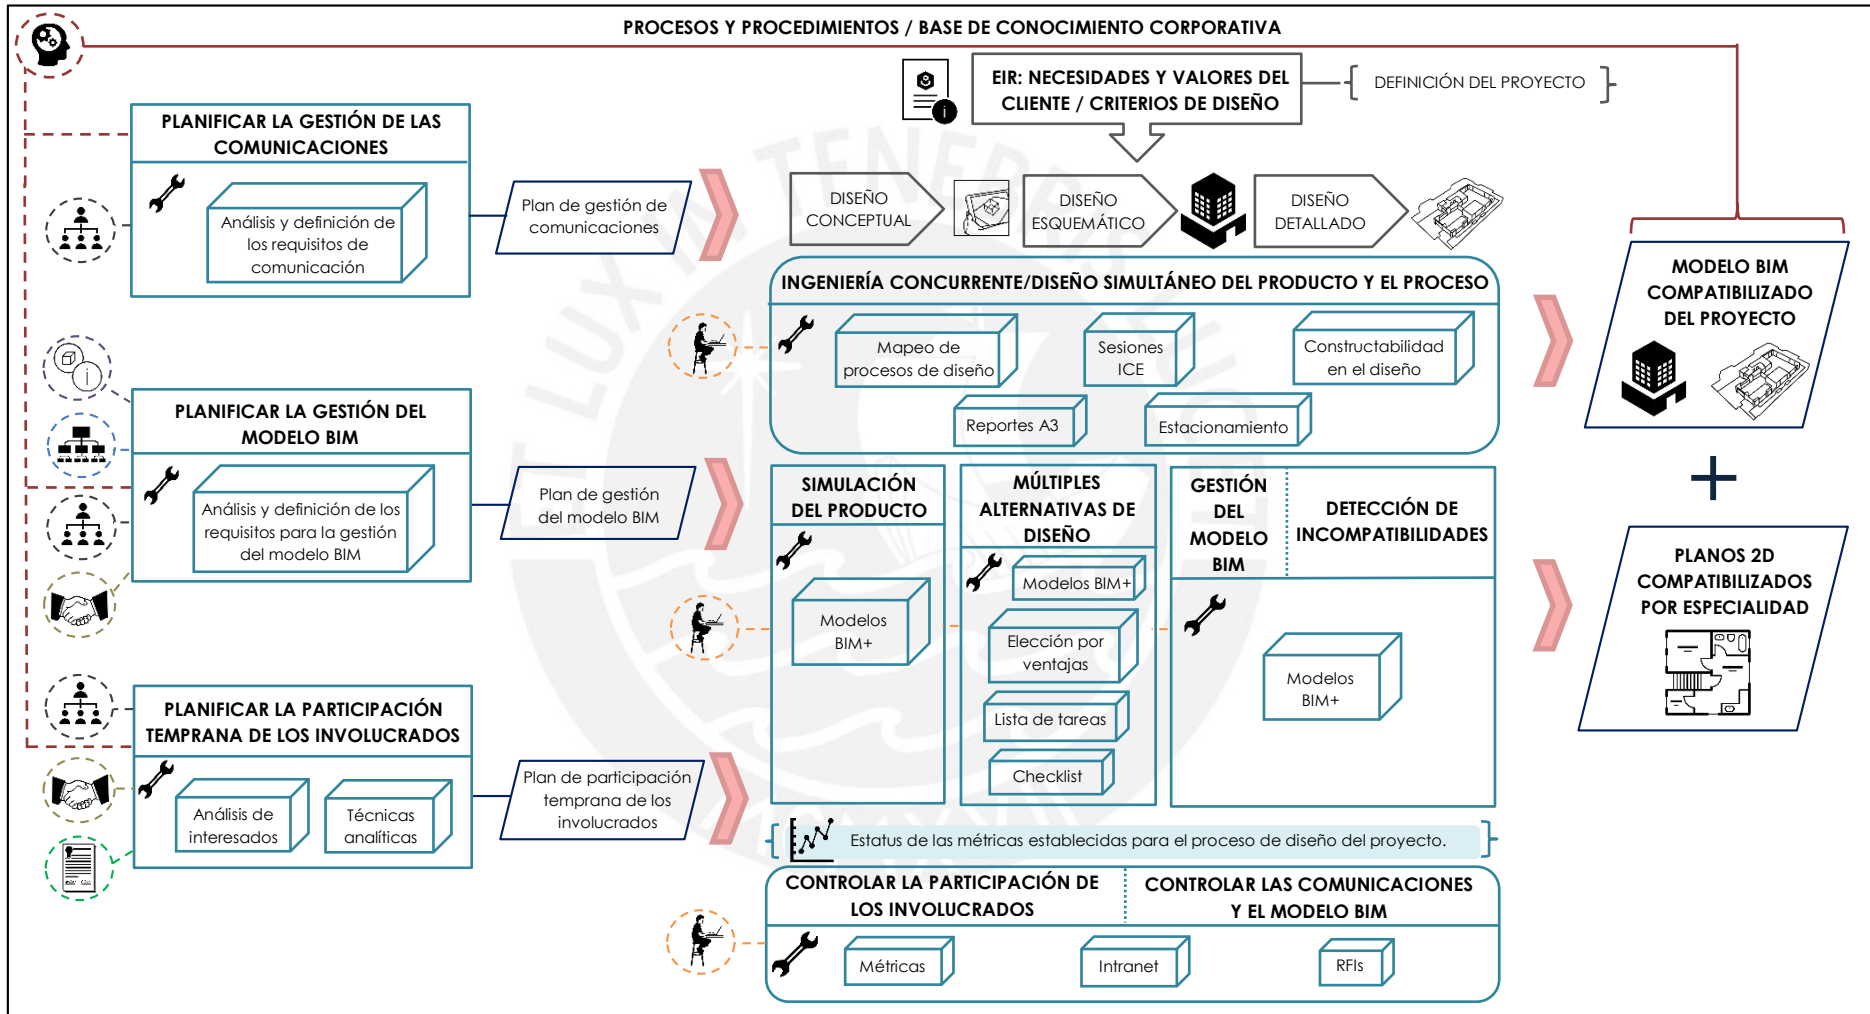 PROCESOS Y PROCEDIMIENTOS / BASE DE CONOCIMIENTO CORPORATIVA
EIR: NECESIDADES Y VALORES DEL
CLIENTE / CRITERIOS DE DISEÑO
DEFINICIÓN DEL PROYECTO
PLANIFICAR LA GESTIÓN DE LAS
COMUNICACIONES
Análisis y definición de
los requisitos de
comunicación
Plan de gestión de
comunicaciones
DISEÑO
CONCEPTUAL
DISEÑO
ESQUEMÁTICO
DISEÑO
DETALLADO
INGENIERÍA CONCURRENTE/DISEÑO SIMULTÁNEO DEL PRODUCTO Y EL PROCESO
Mapeo de
procesos de diseño
Sesiones
ICE
Constructabilidad
en el diseño
Reportes A3
Estacionamiento
MODELO BIM
COMPATIBILIZADO
DEL PROYECTO
PLANIFICAR LA GESTIÓN DEL
MODELO BIM
Análisis y definición de los
requisitos para la gestión
del modelo BIM
Plan de gestión
del modelo BIM
SIMULACIÓN
DEL PRODUCTO
Modelos
BIM+
MÚLTIPLES
ALTERNATIVAS DE
DISEÑO
Modelos BIM+
Elección por
ventajas
Lista de tareas
Checklist
GESTIÓN
DEL
MODELO
BIM
DETECCIÓN DE
INCOMPATIBILIDADES
Modelos
BIM+
PLANOS 2D
COMPATIBILIZADOS
POR ESPECIALIDAD
PLANIFICAR LA PARTICIPACIÓN
TEMPRANA DE LOS INVOLUCRADOS
Análisis de
interesados
Técnicas
analíticas
Plan de participación
temprana de los
involucrados
Estatus de las métricas establecidas para el proceso de diseño del proyecto.
CONTROLAR LA PARTICIPACIÓN DE
LOS INVOLUCRADOS
CONTROLAR LAS COMUNICACIONES
Y EL MODELO BIM
Métricas
Intranet
RFIs
ET LUX IN TENEBRIS LUCET